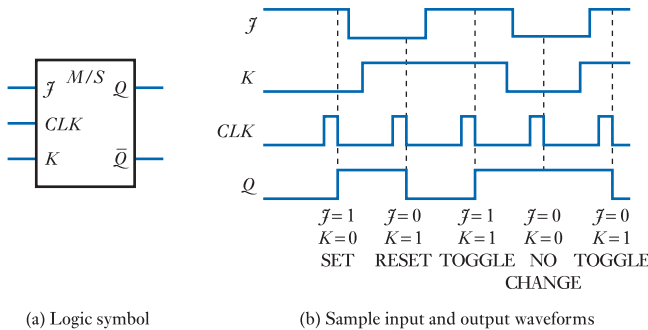 M/S
J Q
CLK
K Q̄
(a) Logic symbol
J
K
CLK
Q
J = 1 J = 0 J = 1 J = 0 J = 0
K = 0 K = 1 K = 1 K = 0 K = 1
SET RESET TOGGLE NO TOGGLE
CHANGE
(b) Sample input and output waveforms